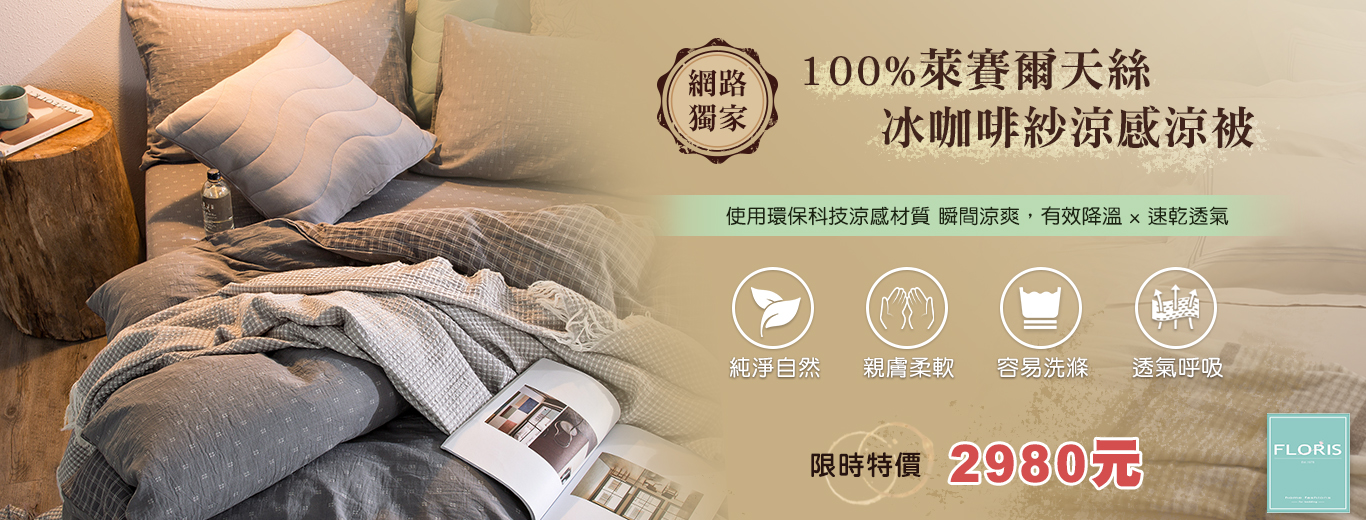 網路
獨家
100%萊賽爾天絲
冰咖啡紗涼感涼被
使用環保科技涼感材質 瞬間涼爽,有效降溫 x 速乾透氣
純淨自然
親膚柔軟
容易洗滌
透氣呼吸
限時特價 2980元
FLORIS